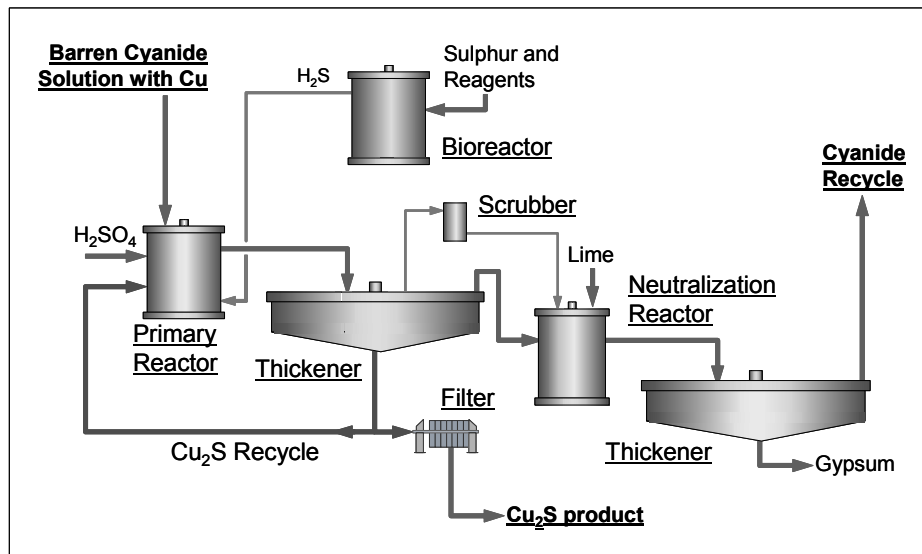 Barren Cyanide
Solution with Cu
H₂S
Sulphur and
Reagents
Bioreactor
Cyanide
Recycle
Scrubber
H₂SO₄
Lime
Neutralization
Reactor
Primary
Reactor
Thickener
Filter
Cu₂S Recycle
Thickener
Gypsum
Cu₂S product